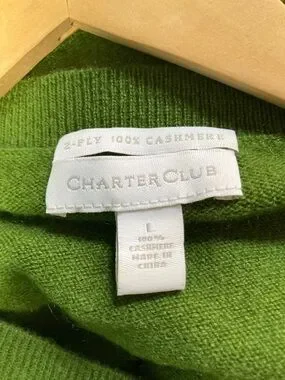 2-PLY 100% CASHMERE
CHARTER CLUB
L
100%
CASHMERE
MADE IN
CHINA